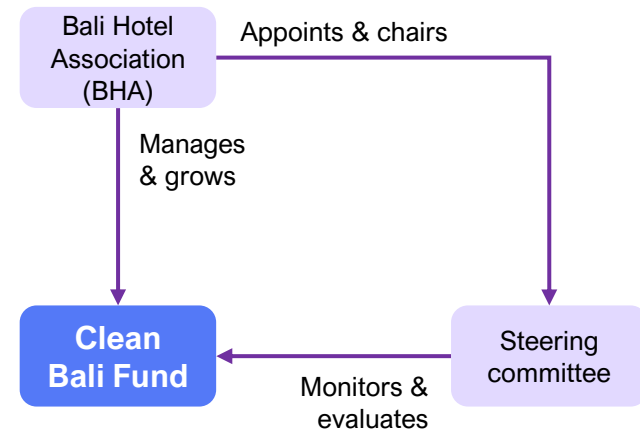 Bali Hotel
Association
(BHA)
Appoints & chairs
Manages
& grows
Clean
Bali Fund
Steering
committee
Monitors &
evaluates